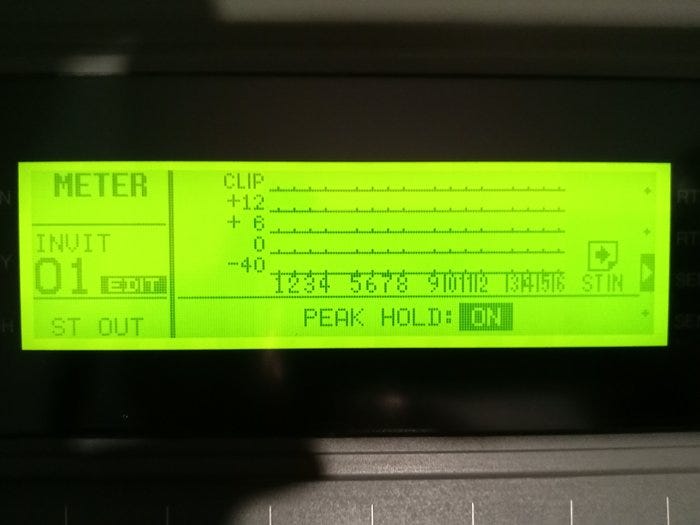 METER
INVIT
01 EDIT
ST OUT
CLIP
+12
+ 6
0
-40
1234 5678 9101112 13141516 STIN
PEAK HOLD: ON